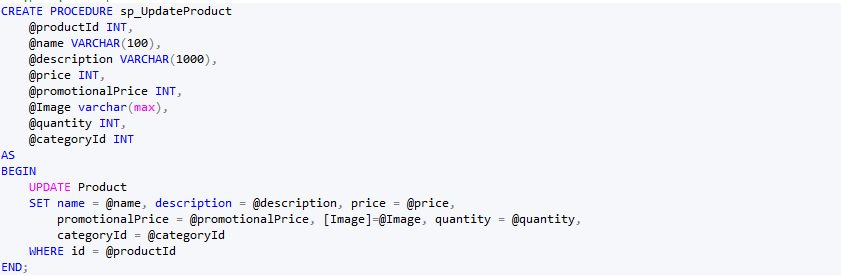 CREATE PROCEDURE sp_UpdateProduct
    @productId INT,
    @name VARCHAR(100),
    @description VARCHAR(1000),
    @price INT,
    @promotionalPrice INT,
    @Image varchar(max),
    @quantity INT,
    @categoryId INT
AS
BEGIN
    UPDATE Product
    SET name = @name, description = @description, price = @price,
        promotionalPrice = @promotionalPrice, [Image]=@Image, quantity = @quantity,
        categoryId = @categoryId
    WHERE id = @productId
END;